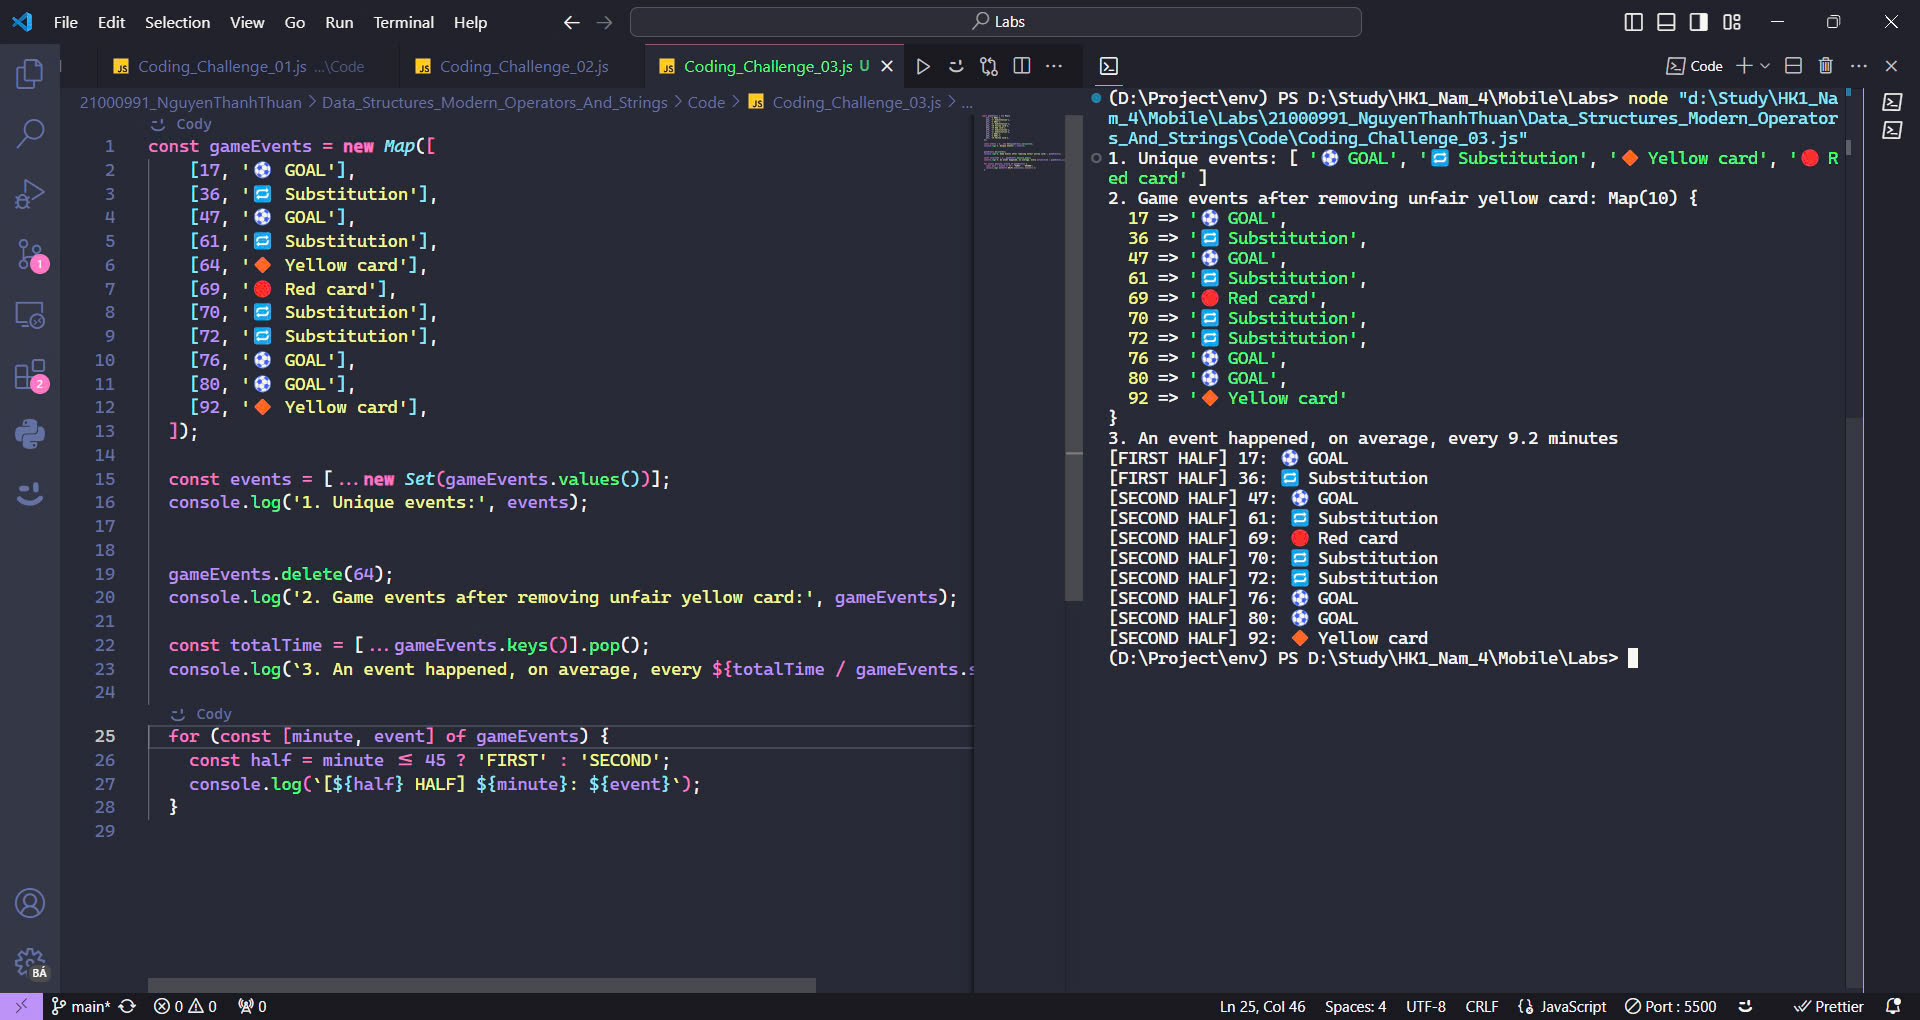 File Edit Selection View Go Run Terminal Help
Labs
JS Coding_Challenge_01.js ...\Code
JS Coding_Challenge_02.js
JS Coding_Challenge_03.js U
21000991_NguyenThanhThuan > Data_Structures_Modern_Operators_And_Strings > Code > JS Coding_Challenge_03.js > ...
Cody
1 const gameEvents = new Map([
2 [17, '⚽ GOAL'],
3 [36, '🔁 Substitution'],
4 [47, '⚽ GOAL'],
5 [61, '🔁 Substitution'],
6 [64, '🔶 Yellow card'],
7 [69, '🔴 Red card'],
8 [70, '🔁 Substitution'],
9 [72, '🔁 Substitution'],
10 [76, '⚽ GOAL'],
11 [80, '⚽ GOAL'],
12 [92, '🔶 Yellow card'],
13 ]);
14
15 const events = [...new Set(gameEvents.values())];
16 console.log('1. Unique events:', events);
17
18
19 gameEvents.delete(64);
20 console.log('2. Game events after removing unfair yellow card:', gameEvents);
21
22 const totalTime = [...gameEvents.keys()].pop();
23 console.log(`3. An event happened, on average, every ${totalTime / gameEvents.s
24
Cody
25 for (const [minute, event] of gameEvents) {
26 const half = minute <= 45 ? 'FIRST' : 'SECOND';
27 console.log(`[${half} HALF] ${minute}: ${event}`);
28 }
29
Code
(D:\Project\env) PS D:\Study\HK1_Nam_4\Mobile\Labs> node "d:\Study\HK1_Na
m_4\Mobile\Labs\21000991_NguyenThanhThuan\Data_Structures_Modern_Operator
s_And_Strings\Code\Coding_Challenge_03.js"
1. Unique events: [ '⚽ GOAL', '🔁 Substitution', '🔶 Yellow card', '🔴 R
ed card' ]
2. Game events after removing unfair yellow card: Map(10) {
17 => '⚽ GOAL',
36 => '🔁 Substitution',
47 => '⚽ GOAL',
61 => '🔁 Substitution',
69 => '🔴 Red card',
70 => '🔁 Substitution',
72 => '🔁 Substitution',
76 => '⚽ GOAL',
80 => '⚽ GOAL',
92 => '🔶 Yellow card'
}
3. An event happened, on average, every 9.2 minutes
[FIRST HALF] 17: ⚽ GOAL
[FIRST HALF] 36: 🔁 Substitution
[SECOND HALF] 47: ⚽ GOAL
[SECOND HALF] 61: 🔁 Substitution
[SECOND HALF] 69: 🔴 Red card
[SECOND HALF] 70: 🔁 Substitution
[SECOND HALF] 72: 🔁 Substitution
[SECOND HALF] 76: ⚽ GOAL
[SECOND HALF] 80: ⚽ GOAL
[SECOND HALF] 92: 🔶 Yellow card
(D:\Project\env) PS D:\Study\HK1_Nam_4\Mobile\Labs>
1
2
BÁ
main* 0 0 0
Ln 25, Col 46 Spaces: 4 UTF-8 CRLF JavaScript Port : 5500 Prettier